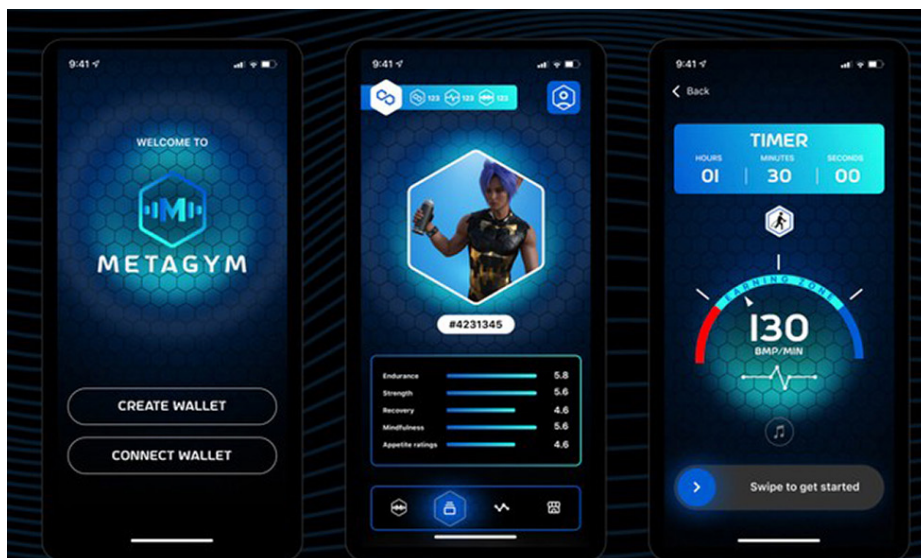 9:41
WELCOME TO
METAGYM
CREATE WALLET
CONNECT WALLET
9:41
123 123 123
#4231345
Endurance 5.8
Strength 5.6
Recovery 4.6
Mindfulness 5.6
Appetite ratings 4.6
9:41
Back
TIMER
HOURS MINUTES SECONDS
01 30 00
EARNING ZONE
130
BMP/MIN
Swipe to get started